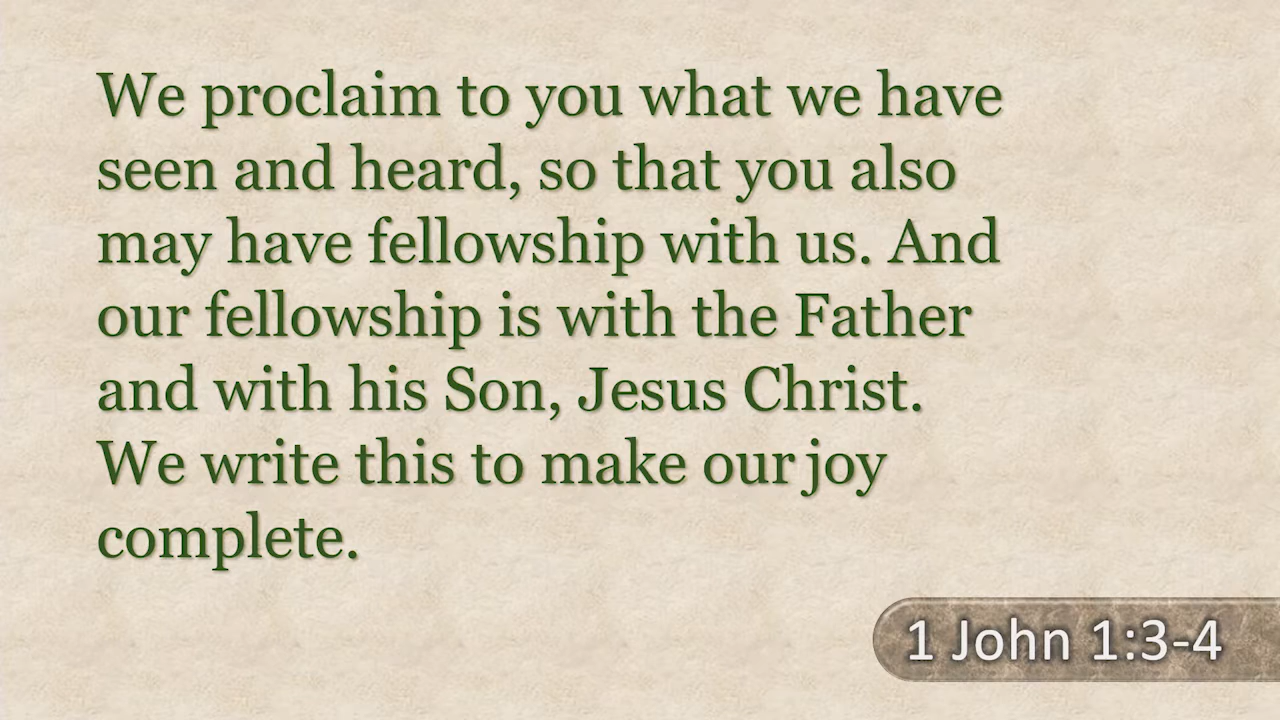 We proclaim to you what we have
seen and heard, so that you also
may have fellowship with us. And
our fellowship is with the Father
and with his Son, Jesus Christ.
We write this to make our joy
complete.
1 John 1:3-4